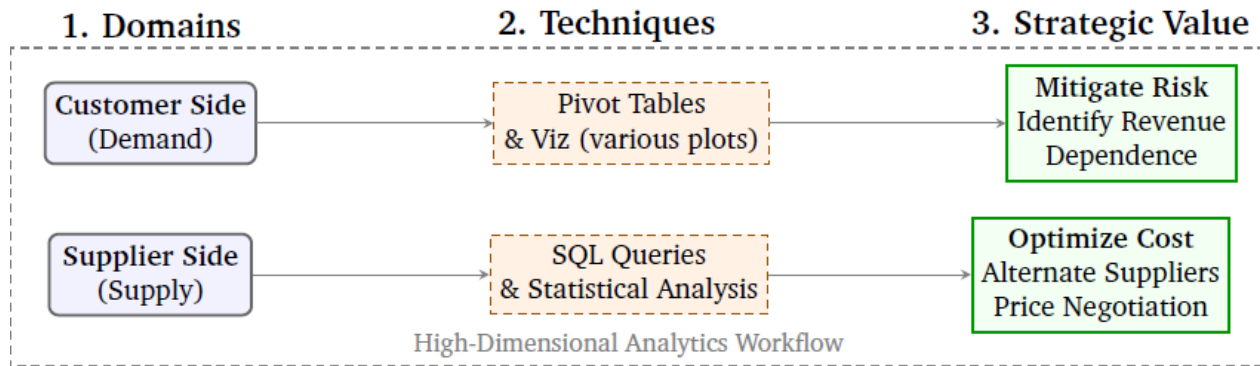 1. Domains
2. Techniques
3. Strategic Value
Customer Side
(Demand)
Pivot Tables
& Viz (various plots)
Mitigate Risk
Identify Revenue
Dependence
Supplier Side
(Supply)
SQL Queries
& Statistical Analysis
Optimize Cost
Alternate Suppliers
Price Negotiation
High-Dimensional Analytics Workflow